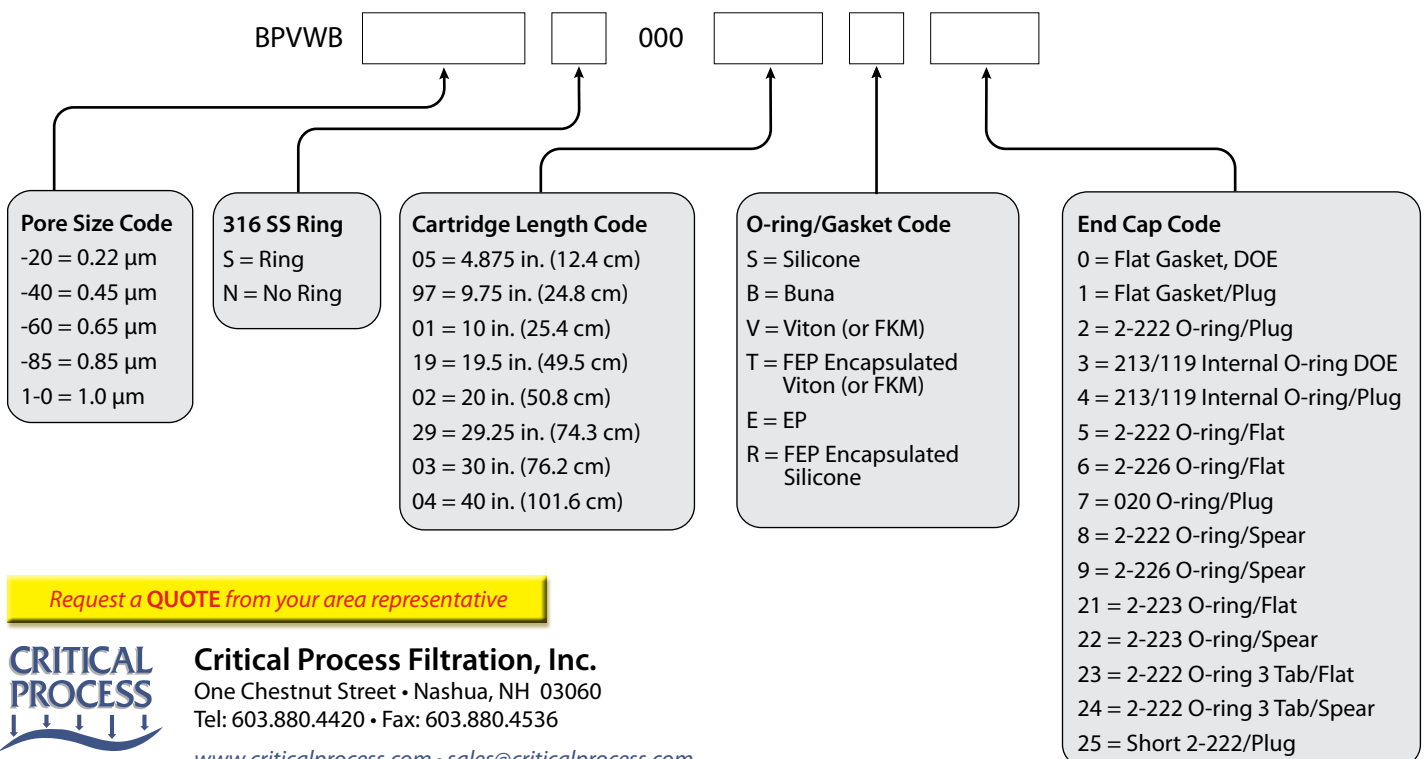 BPVWB 000
Pore Size Code
-20 = 0.22 µm
-40 = 0.45 µm
-60 = 0.65 µm
-85 = 0.85 µm
1-0 = 1.0 µm
316 SS Ring
S = Ring
N = No Ring
Cartridge Length Code
05 = 4.875 in. (12.4 cm)
97 = 9.75 in. (24.8 cm)
01 = 10 in. (25.4 cm)
19 = 19.5 in. (49.5 cm)
02 = 20 in. (50.8 cm)
29 = 29.25 in. (74.3 cm)
03 = 30 in. (76.2 cm)
04 = 40 in. (101.6 cm)
O-ring/Gasket Code
S = Silicone
B = Buna
V = Viton (or FKM)
T = FEP Encapsulated
Viton (or FKM)
E = EP
R = FEP Encapsulated
Silicone
End Cap Code
0 = Flat Gasket, DOE
1 = Flat Gasket/Plug
2 = 2-222 O-ring/Plug
3 = 213/119 Internal O-ring DOE
4 = 213/119 Internal O-ring/Plug
5 = 2-222 O-ring/Flat
6 = 2-226 O-ring/Flat
7 = 020 O-ring/Plug
8 = 2-222 O-ring/Spear
9 = 2-226 O-ring/Spear
21 = 2-223 O-ring/Flat
22 = 2-223 O-ring/Spear
23 = 2-222 O-ring 3 Tab/Flat
24 = 2-222 O-ring 3 Tab/Spear
25 = Short 2-222/Plug
Request a QUOTE from your area representative
CRITICAL
PROCESS
Critical Process Filtration, Inc.
One Chestnut Street • Nashua, NH 03060
Tel: 603.880.4420 • Fax: 603.880.4536
www.criticalprocess.com • sales@criticalprocess.com